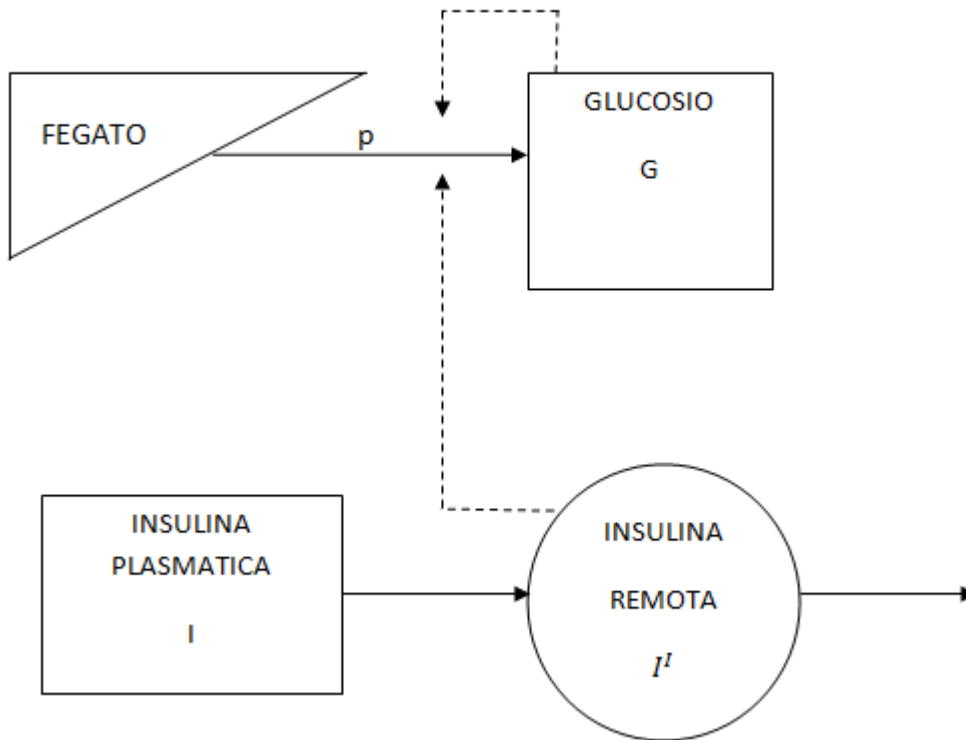 FEGATO
p
GLUCOSIO
G
INSULINA
PLASMATICA
I
INSULINA
REMOTA
I^I